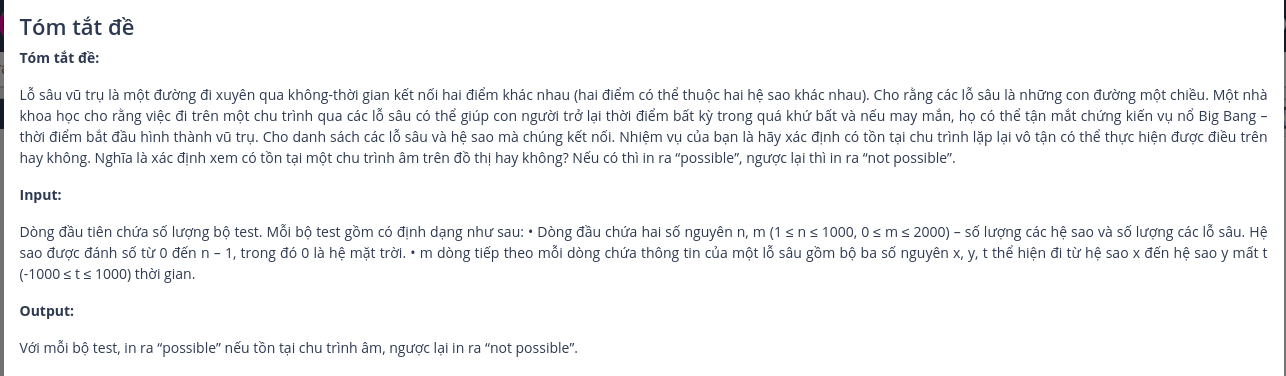 Tóm tắt đề
Tóm tắt đề:
Lỗ sâu vũ trụ là một đường đi xuyên qua không-thời gian kết nối hai điểm khác nhau (hai điểm có thể thuộc hai hệ sao khác nhau). Cho rằng các lỗ sâu là những con đường một chiều. Một nhà
khoa học cho rằng việc đi trên một chu trình qua các lỗ sâu có thể giúp con người trở lại thời điểm bất kỳ trong quá khứ bất và nếu may mắn, họ có thể tận mắt chứng kiến vụ nổ Big Bang –
thời điểm bắt đầu hình thành vũ trụ. Cho danh sách các lỗ sâu và hệ sao mà chúng kết nối. Nhiệm vụ của bạn là hãy xác định có tồn tại chu trình lặp lại vô tận có thể thực hiện được điều trên
hay không. Nghĩa là xác định xem có tồn tại một chu trình âm trên đồ thị hay không? Nếu có thì in ra “possible”, ngược lại thì in ra “not possible”.
Input:
Dòng đầu tiên chứa số lượng bộ test. Mỗi bộ test gồm có định dạng như sau: • Dòng đầu chứa hai số nguyên n, m (1 ≤ n ≤ 1000, 0 ≤ m ≤ 2000) – số lượng các hệ sao và số lượng các lỗ sâu. Hệ
sao được đánh số từ 0 đến n – 1, trong đó 0 là hệ mặt trời. • m dòng tiếp theo mỗi dòng chứa thông tin của một lỗ sâu gồm bộ ba số nguyên x, y, t thể hiện đi từ hệ sao x đến hệ sao y mất t
(-1000 ≤ t ≤ 1000) thời gian.
Output:
Với mỗi bộ test, in ra “possible” nếu tồn tại chu trình âm, ngược lại in ra “not possible”.